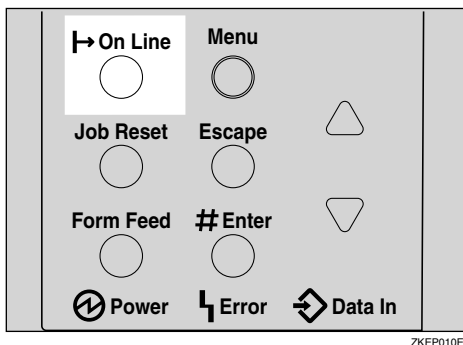 On Line Menu
Job Reset Escape
Form Feed # Enter
Power Error Data In
ZKEP010E